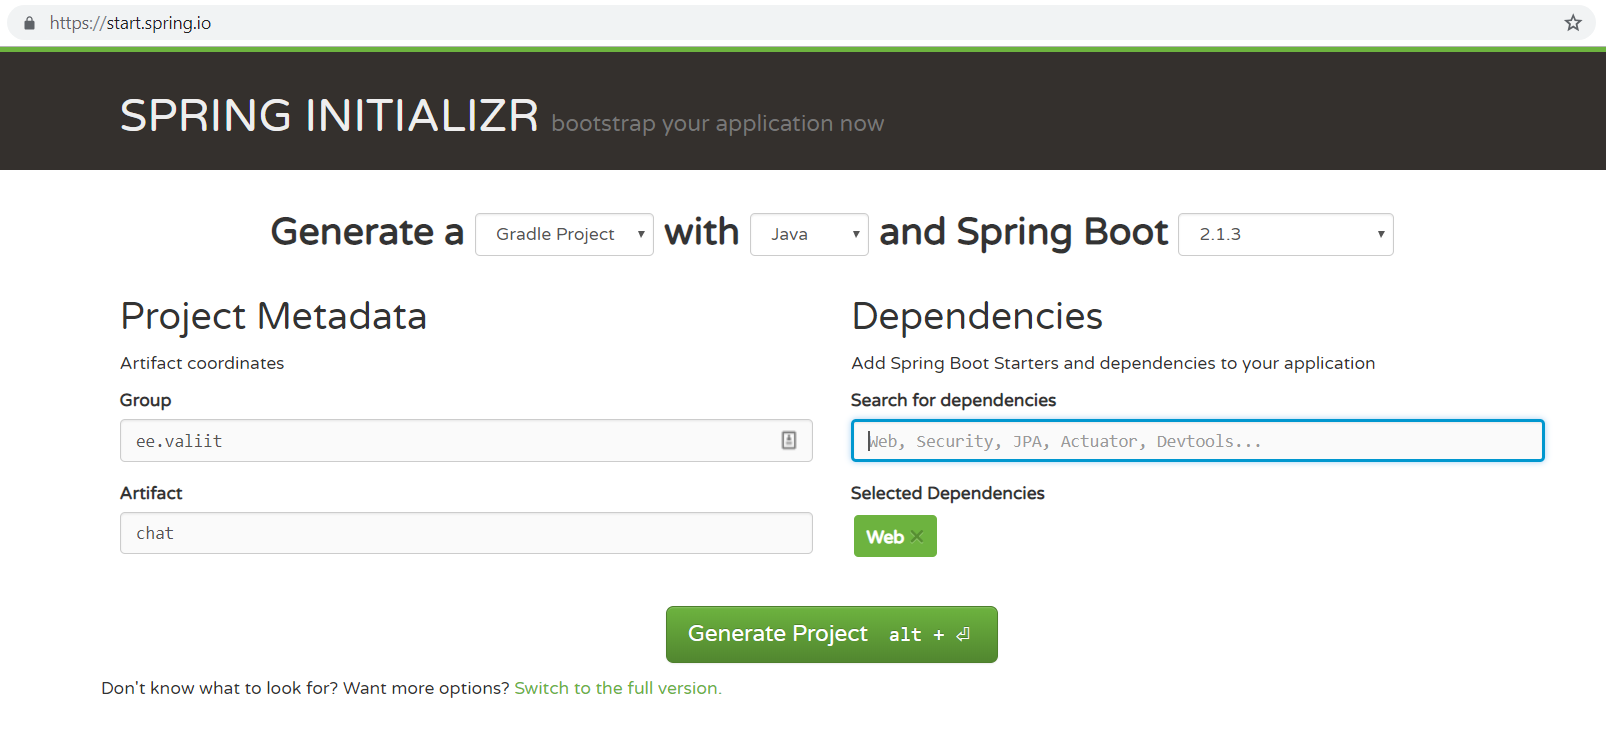 https://start.spring.io
SPRING INITIALIZR bootstrap your application now
Generate a Gradle Project with Java and Spring Boot 2.1.3
Project Metadata
Artifact coordinates
Group
ee.valiit
Artifact
chat
Dependencies
Add Spring Boot Starters and dependencies to your application
Search for dependencies
Web, Security, JPA, Actuator, Devtools...
Selected Dependencies
Web
Generate Project alt + ⏎
Don't know what to look for? Want more options? Switch to the full version.